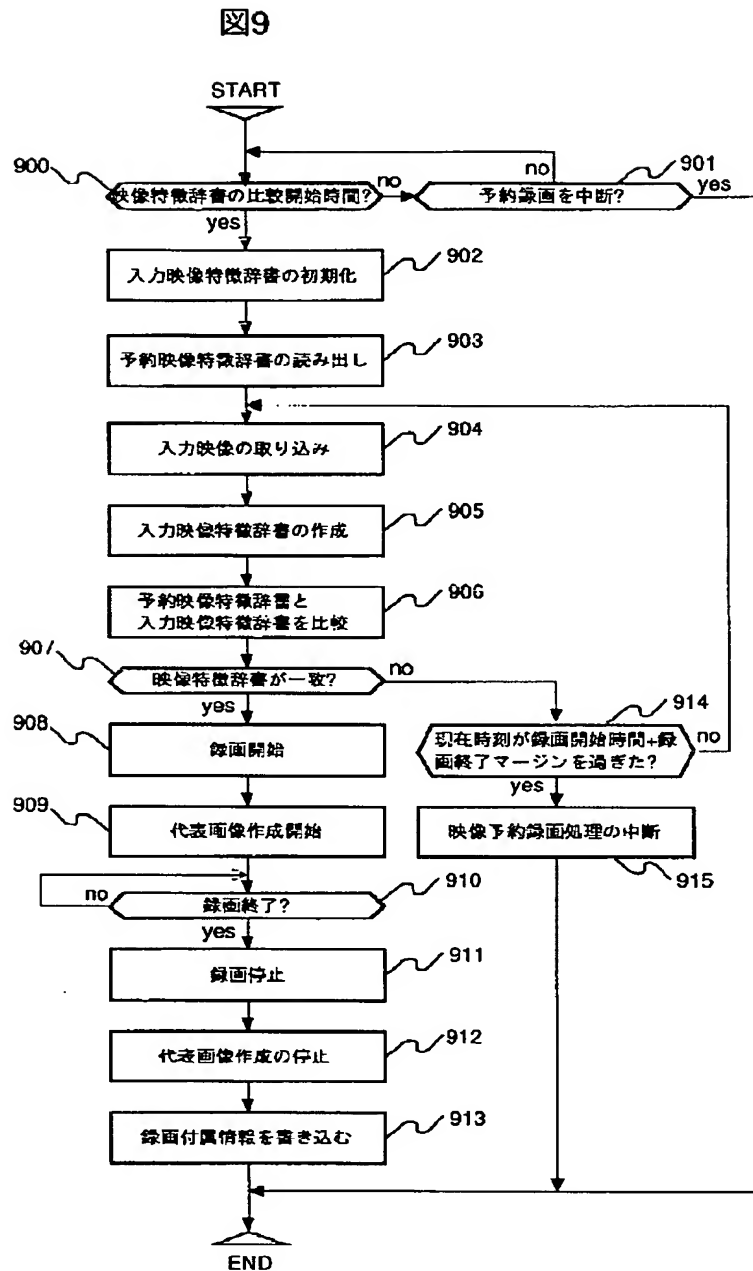 図9
START
900
映像特徴辞書の比較開始時間?
no
no
901
予約録画を中断?
yes
yes
902
入力映像特徴辞書の初期化
903
予約映像特徴辞書の読み出し
904
入力映像の取り込み
905
入力映像特徴辞書の作成
906
予約映像特徴辞書と
入力映像特徴辞書を比較
907
映像特徴辞書が一致?
no
yes
908
録画開始
914
現在時刻が録画開始時間+録
画終了マージンを過ぎた?
no
yes
909
代表画像作成開始
映像予約録画処理の中断
915
no
910
録画終了?
yes
911
録画停止
912
代表画像作成の停止
913
録画付属情報を書き込む
END